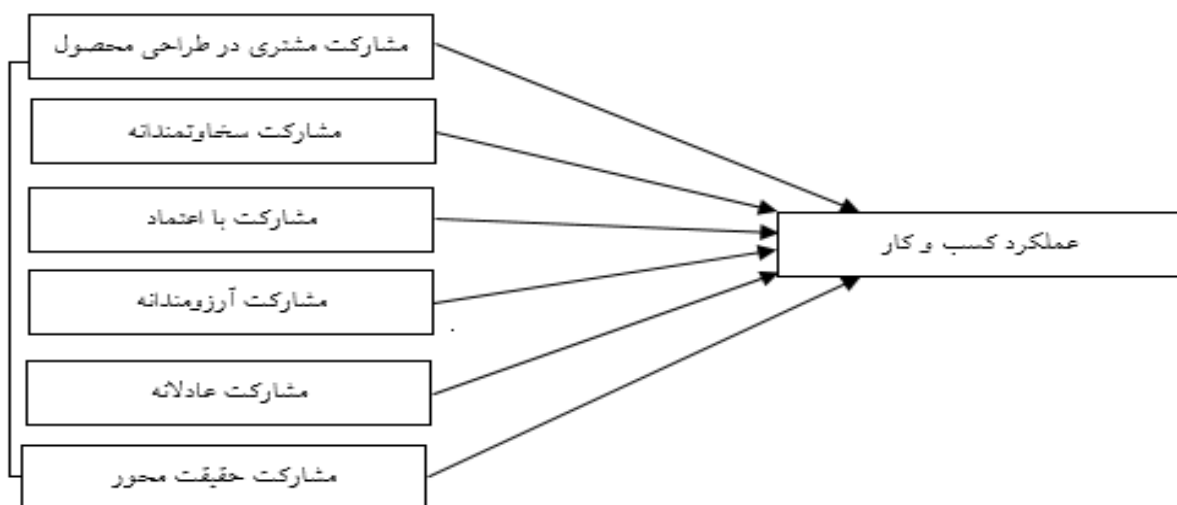 مشارکت مشتری در طراحی محصول
مشارکت سخاوتمندانه
مشارکت با اعتماد
عملکرد کسب و کار
مشارکت آرزومندانه
مشارکت عادلانه
مشارکت حقیقت محور